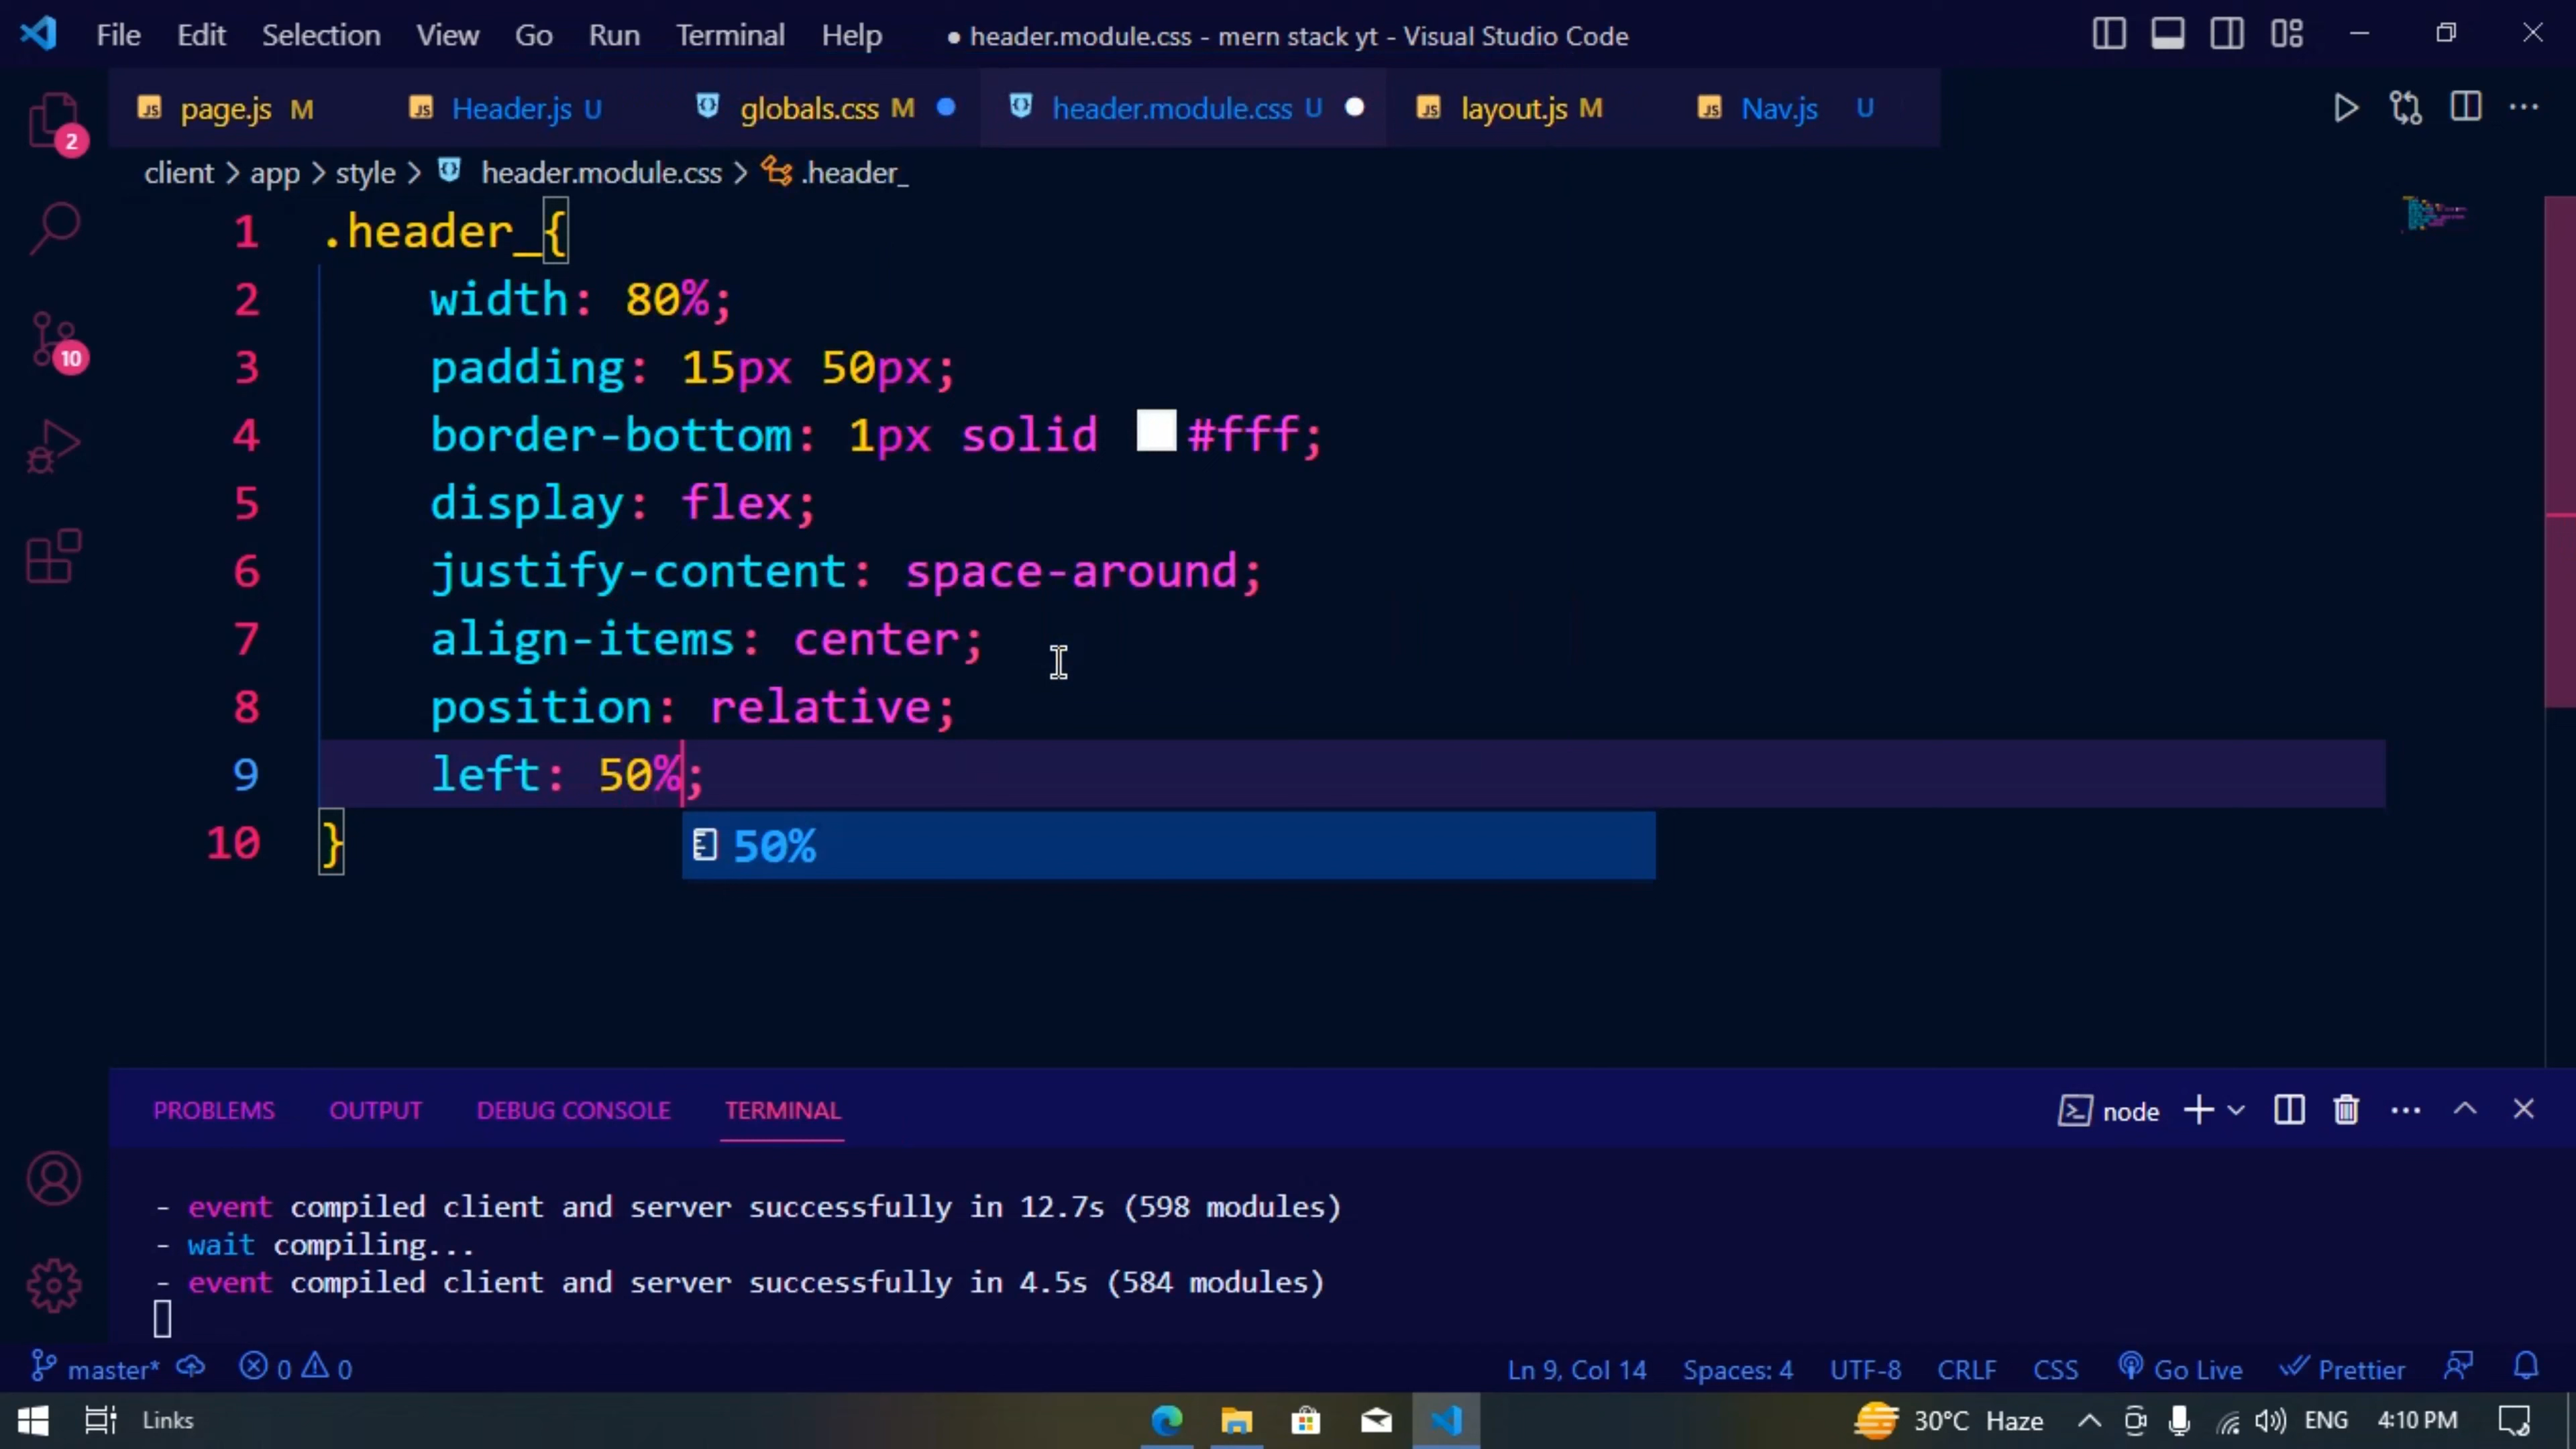 File Edit Selection View Go Run Terminal Help ● header.module.css - mern stack yt - Visual Studio Code
page.js M Header.js U globals.css M header.module.css U layout.js M Nav.js U
2
client > app > style > header.module.css > .header_
1 .header_{
2 width: 80%;
3 padding: 15px 50px;
4 border-bottom: 1px solid #fff;
5 display: flex;
6 justify-content: space-around;
7 align-items: center;
8 position: relative;
9 left: 50%;
10 }
50%
10
PROBLEMS OUTPUT DEBUG CONSOLE TERMINAL node
- event compiled client and server successfully in 12.7s (598 modules)
- wait compiling...
- event compiled client and server successfully in 4.5s (584 modules)
master* 0 0 Ln 9, Col 14 Spaces: 4 UTF-8 CRLF CSS Go Live Prettier
Links 30°C Haze ENG 4:10 PM